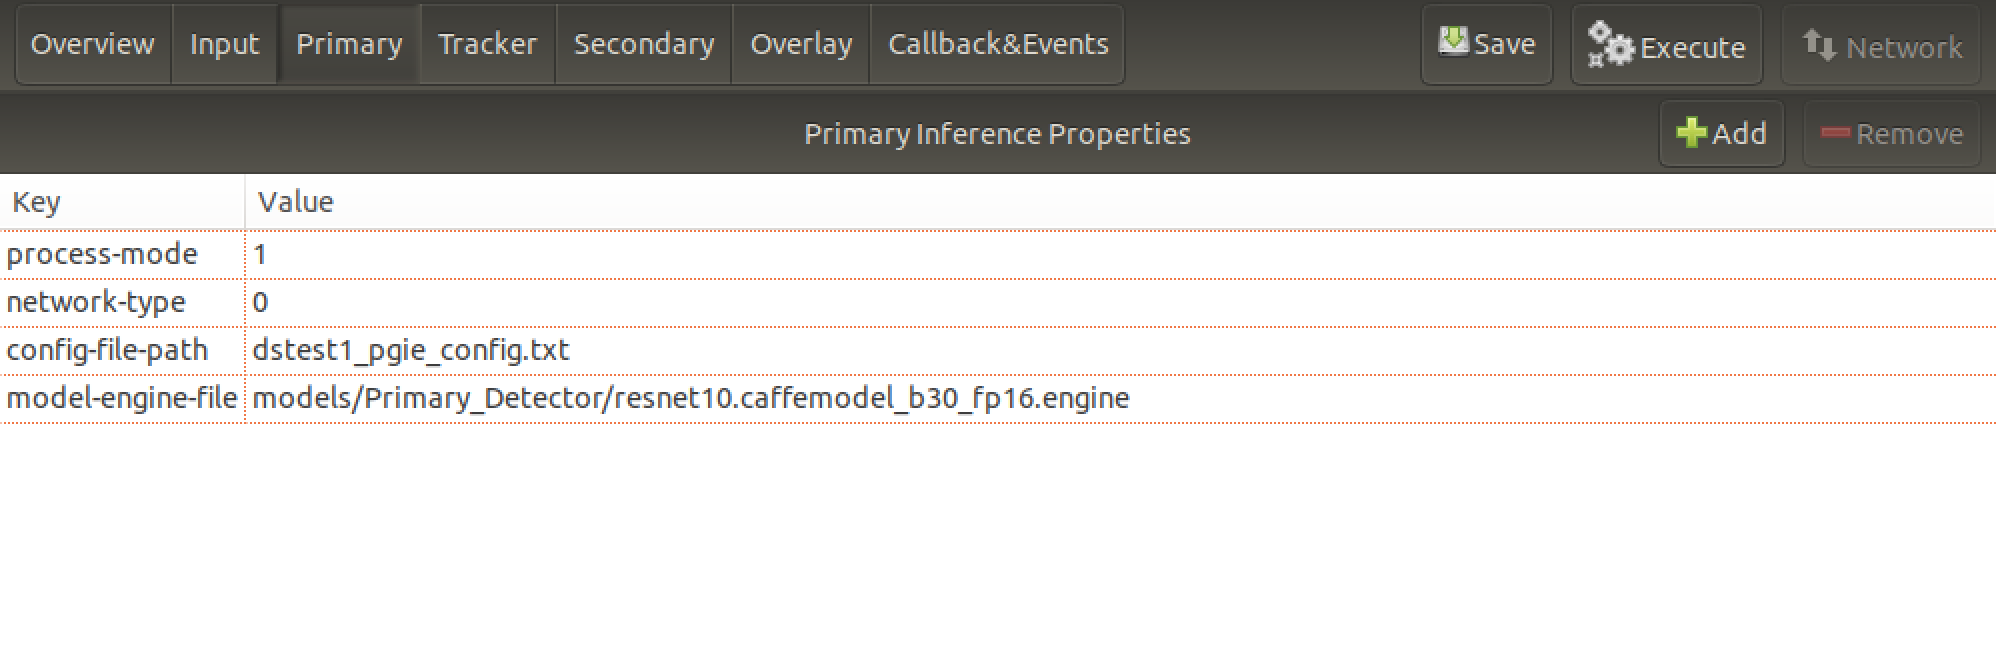 Overview Input Primary Tracker Secondary Overlay Callback&Events Save Execute Network
Primary Inference Properties Add Remove
Key Value
process-mode 1
network-type 0
config-file-path dstest1_pgie_config.txt
model-engine-file models/Primary_Detector/resnet10.caffemodel_b30_fp16.engine